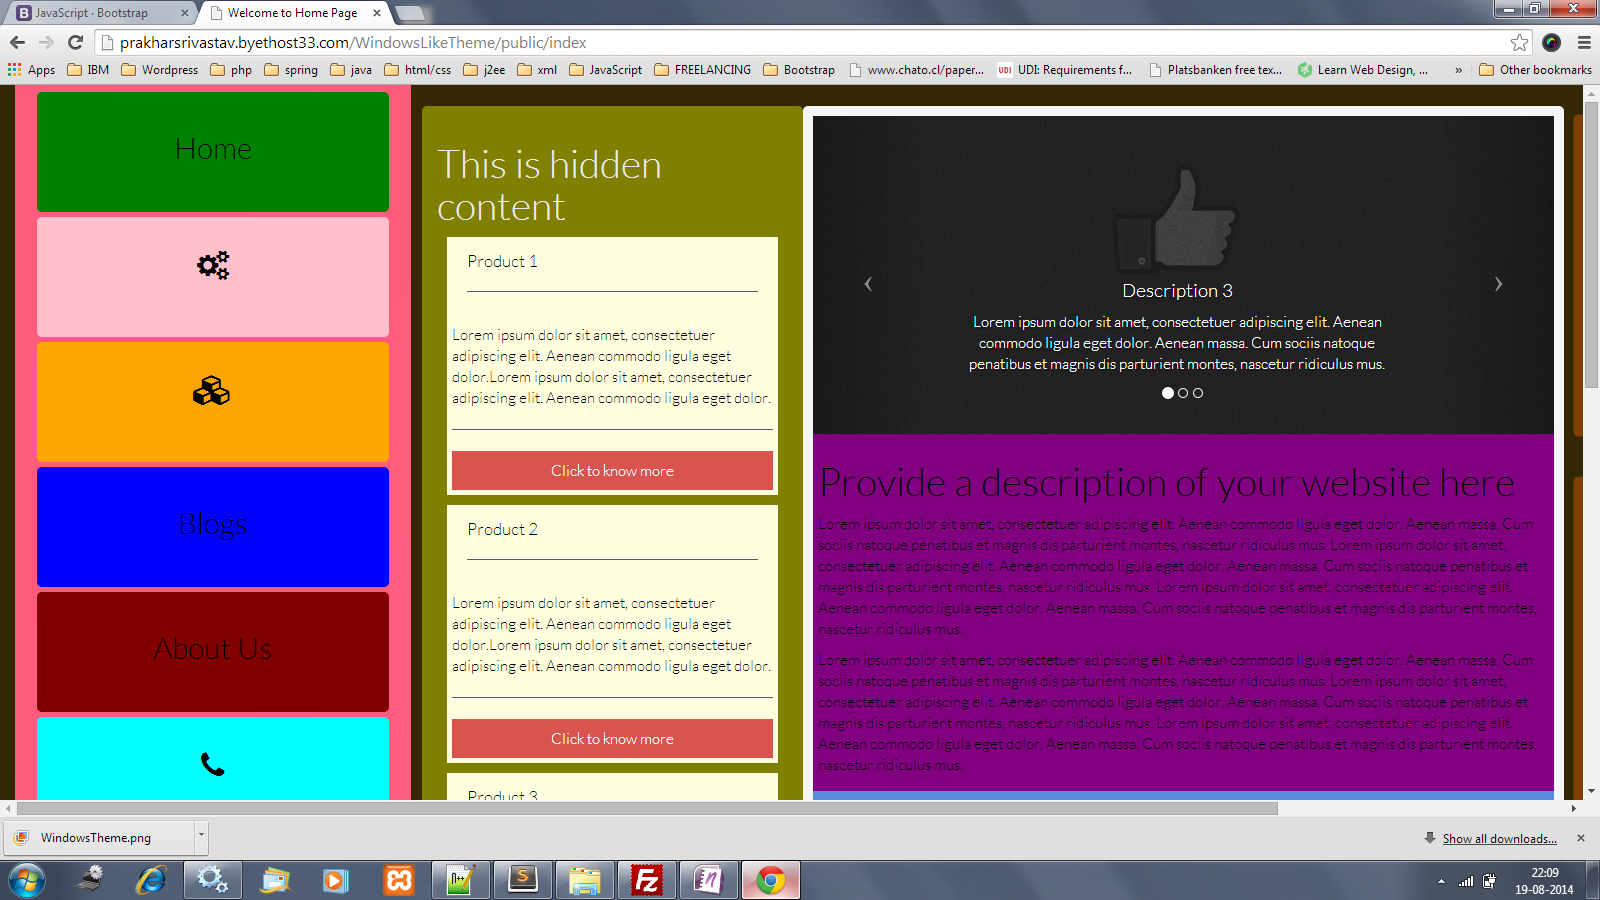 JavaScript · Bootstrap
Welcome to Home Page
prakharsrivastav.byethost33.com/WindowsLikeTheme/public/index
Apps
IBM
Wordpress
php
spring
java
html/css
j2ee
xml
JavaScript
FREELANCING
Bootstrap
www.chato.cl/paper...
UDI
UDI: Requirements f...
Platsbanken free tex...
Learn Web Design, ...
»
Other bookmarks
Home
Blogs
About Us
This is hidden
content
Product 1
Lorem ipsum dolor sit amet, consectetuer
adipiscing elit. Aenean commodo ligula eget
dolor.Lorem ipsum dolor sit amet, consectetuer
adipiscing elit. Aenean commodo ligula eget dolor.
Click to know more
Product 2
Lorem ipsum dolor sit amet, consectetuer
adipiscing elit. Aenean commodo ligula eget
dolor.Lorem ipsum dolor sit amet, consectetuer
adipiscing elit. Aenean commodo ligula eget dolor.
Click to know more
Product 3
Description 3
Lorem ipsum dolor sit amet, consectetuer adipiscing elit. Aenean
commodo ligula eget dolor. Aenean massa. Cum sociis natoque
penatibus et magnis dis parturient montes, nascetur ridiculus mus.
Provide a description of your website here
Lorem ipsum dolor sit amet, consectetuer adipiscing elit. Aenean commodo ligula eget dolor. Aenean massa. Cum
sociis natoque penatibus et magnis dis parturient montes, nascetur ridiculus mus. Lorem ipsum dolor sit amet,
consectetuer adipiscing elit. Aenean commodo ligula eget dolor. Aenean massa. Cum sociis natoque penatibus et
magnis dis parturient montes, nascetur ridiculus mus. Lorem ipsum dolor sit amet, consectetuer adipiscing elit.
Aenean commodo ligula eget dolor. Aenean massa. Cum sociis natoque penatibus et magnis dis parturient montes,
nascetur ridiculus mus.
Lorem ipsum dolor sit amet, consectetuer adipiscing elit. Aenean commodo ligula eget dolor. Aenean massa. Cum
sociis natoque penatibus et magnis dis parturient montes, nascetur ridiculus mus. Lorem ipsum dolor sit amet,
consectetuer adipiscing elit. Aenean commodo ligula eget dolor. Aenean massa. Cum sociis natoque penatibus et
magnis dis parturient montes, nascetur ridiculus mus. Lorem ipsum dolor sit amet, consectetuer adipiscing elit.
Aenean commodo ligula eget dolor. Aenean massa. Cum sociis natoque penatibus et magnis dis parturient montes,
nascetur ridiculus mus.
WindowsTheme.png
Show all downloads...
22:09
19-08-2014